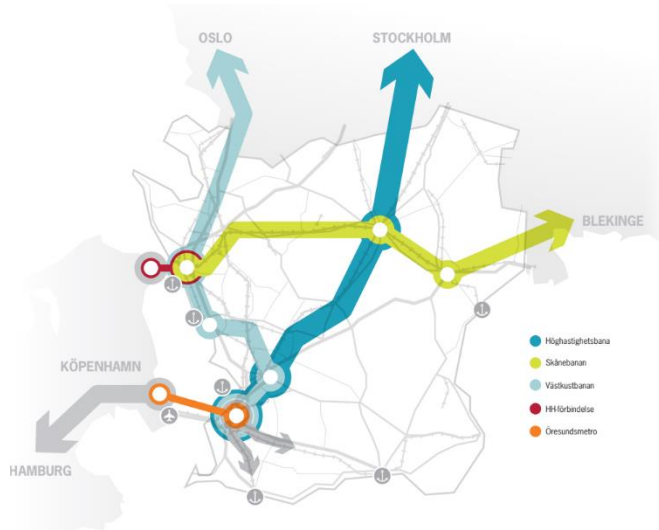 OSLO
STOCKHOLM
BLEKINGE
KÖPENHAMN
HAMBURG
Höghastighetsbana
Skånebanan
Västkustbanan
HH-förbindelse
Öresundsmetro